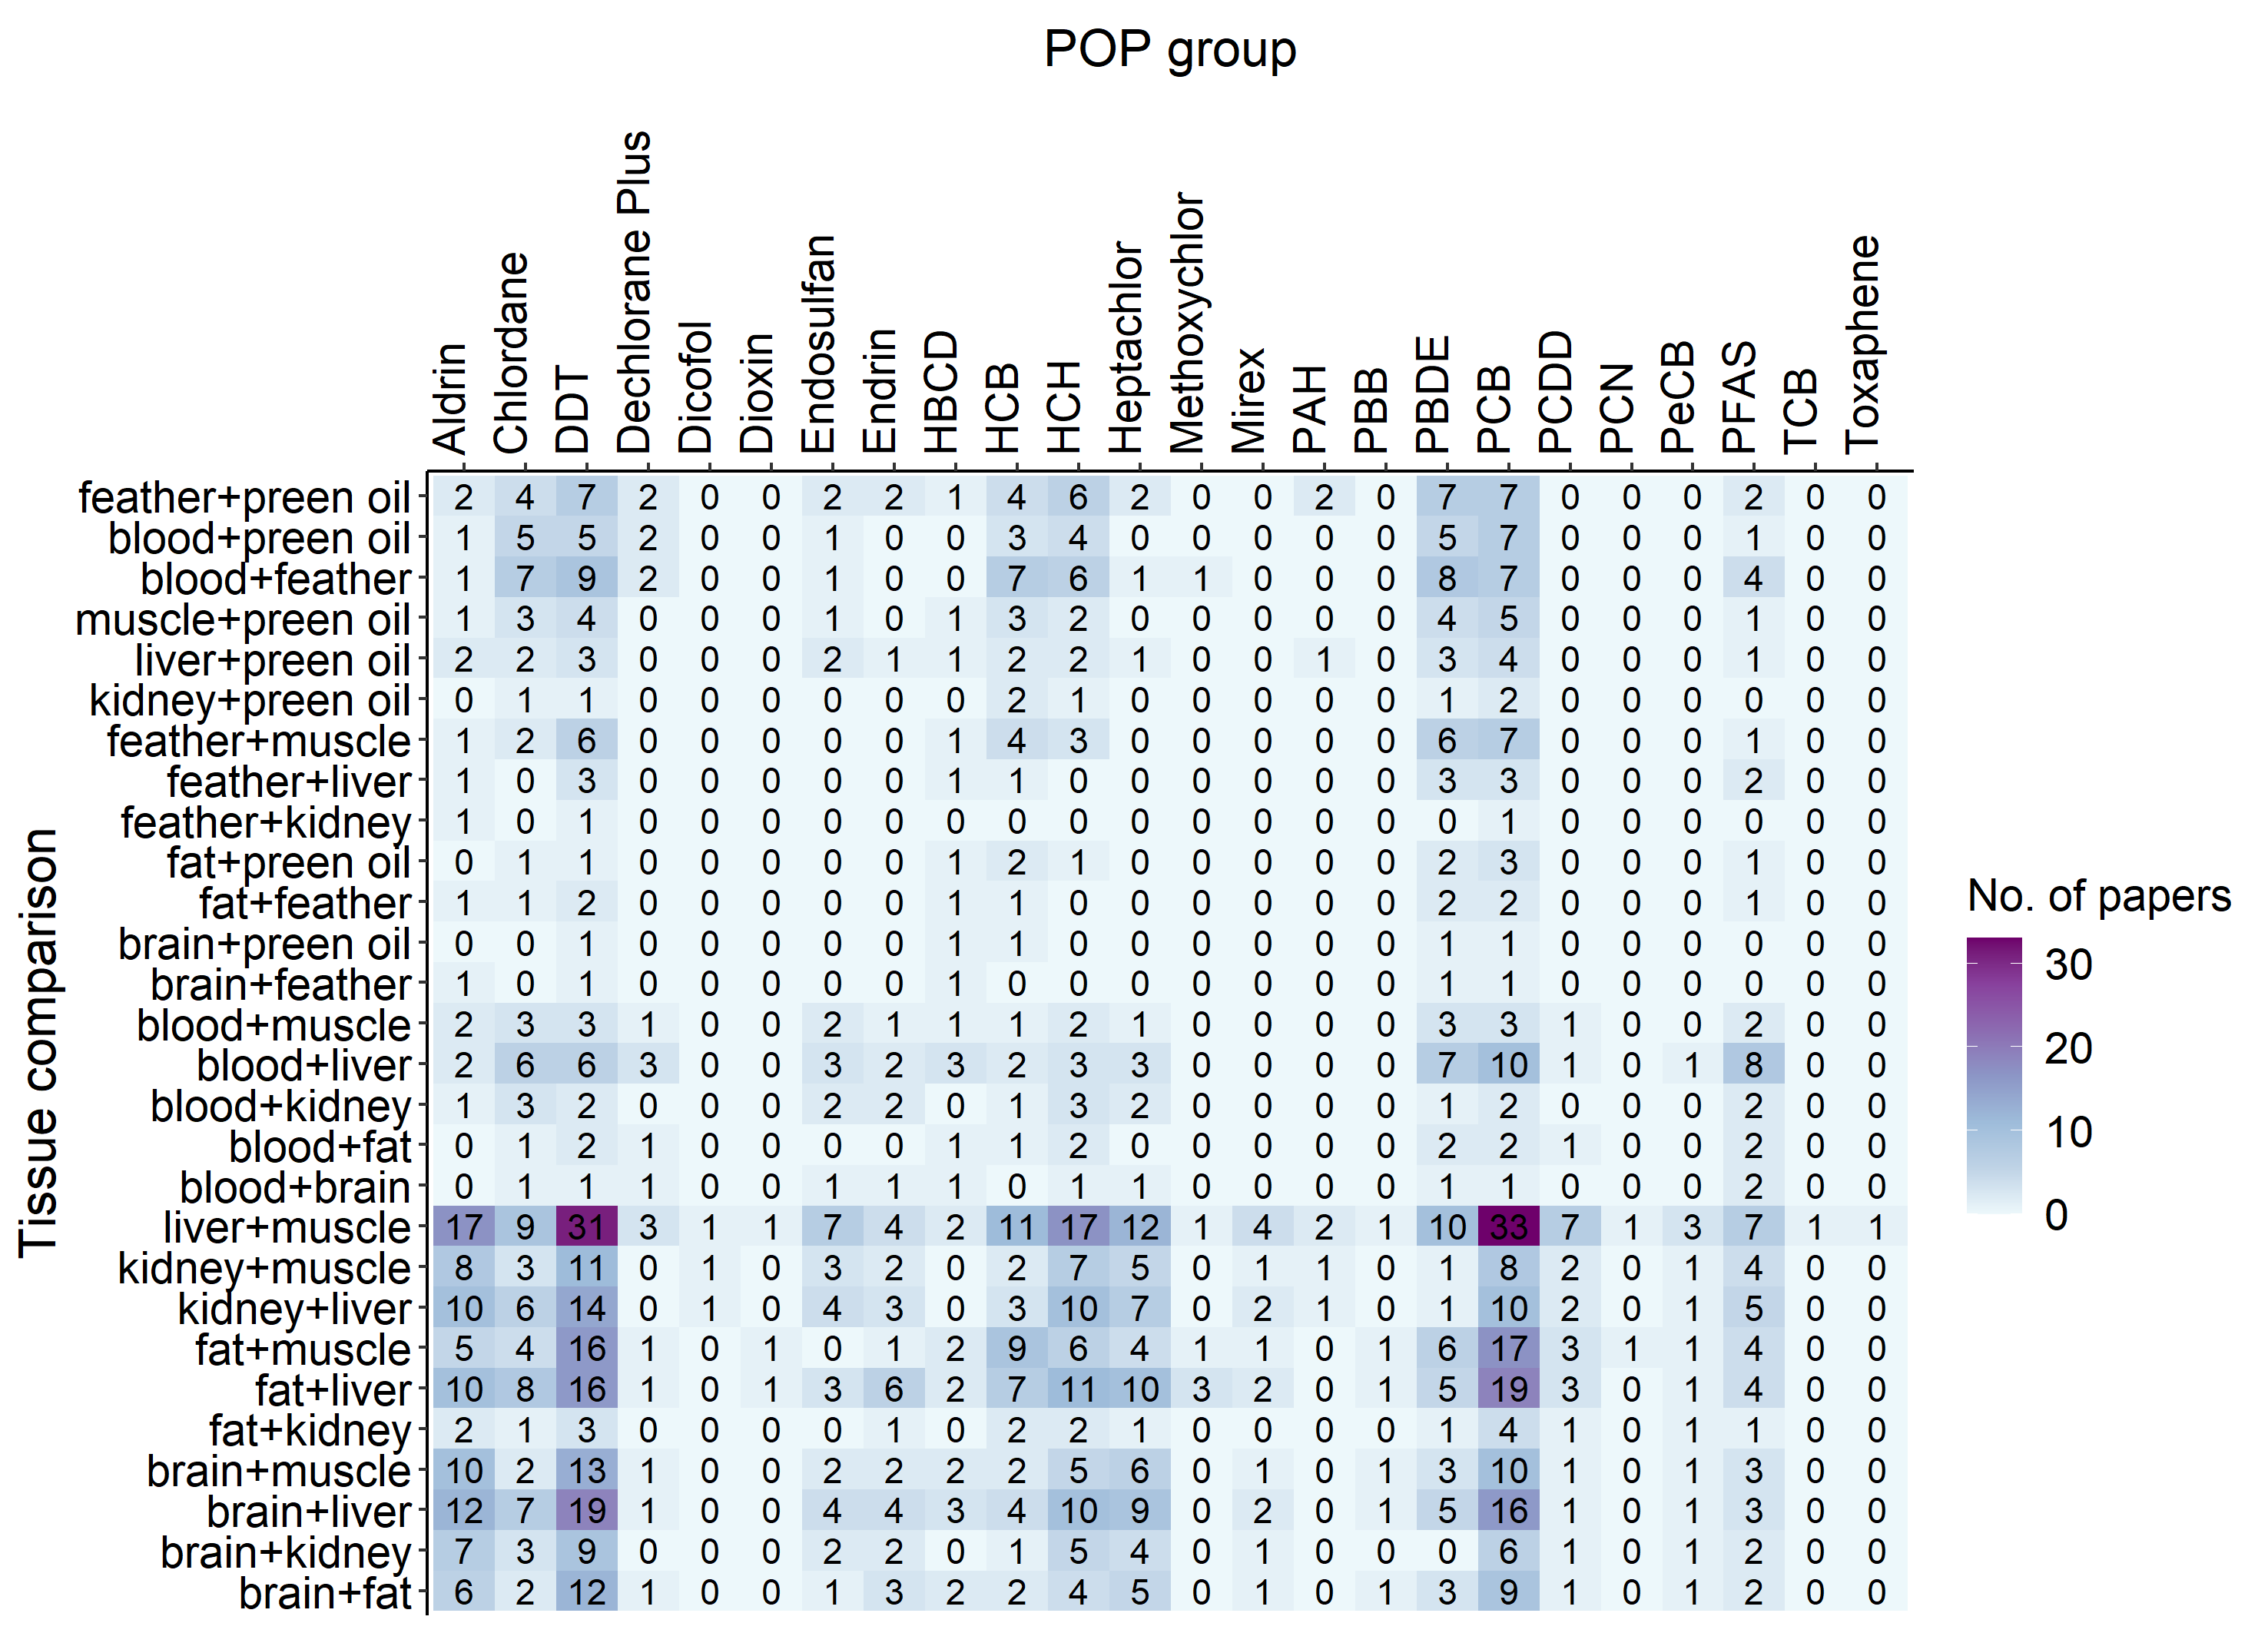 POP group
Aldrin Chlordane DDT Dechlorane Plus Dicofol Dioxin Endosulfan Endrin HBCD HCB HCH Heptachlor Methoxychlor Mirex PAH PBB PBDE PCB PCDD PCN PeCB PFAS TCB Toxaphene
Tissue comparison
feather+preen oil 2 4 7 2 0 0 2 2 1 4 6 2 0 0 2 0 7 7 0 0 0 2 0 0
blood+preen oil 1 5 5 2 0 0 1 0 0 3 4 0 0 0 0 0 5 7 0 0 0 1 0 0
blood+feather 1 7 9 2 0 0 1 0 0 7 6 1 1 0 0 0 8 7 0 0 0 4 0 0
muscle+preen oil 1 3 4 0 0 0 1 0 1 3 2 0 0 0 0 0 4 5 0 0 0 1 0 0
liver+preen oil 2 2 3 0 0 0 2 1 1 2 2 1 0 0 1 0 3 4 0 0 0 1 0 0
kidney+preen oil 0 1 1 0 0 0 0 0 0 2 1 0 0 0 0 0 1 2 0 0 0 0 0 0
feather+muscle 1 2 6 0 0 0 0 0 1 4 3 0 0 0 0 0 6 7 0 0 0 1 0 0
feather+liver 1 0 3 0 0 0 0 0 1 1 0 0 0 0 0 0 3 3 0 0 0 2 0 0
feather+kidney 1 0 1 0 0 0 0 0 0 0 0 0 0 0 0 0 0 1 0 0 0 0 0 0
fat+preen oil 0 1 1 0 0 0 0 0 1 2 1 0 0 0 0 0 2 3 0 0 0 1 0 0
fat+feather 1 1 2 0 0 0 0 0 1 1 0 0 0 0 0 0 2 2 0 0 0 1 0 0
brain+preen oil 0 0 1 0 0 0 0 0 1 1 0 0 0 0 0 0 1 1 0 0 0 0 0 0
brain+feather 1 0 1 0 0 0 0 0 1 0 0 0 0 0 0 0 1 1 0 0 0 0 0 0
blood+muscle 2 3 3 1 0 0 2 1 1 1 2 1 0 0 0 0 3 3 1 0 0 2 0 0
blood+liver 2 6 6 3 0 0 3 2 3 2 3 3 0 0 0 0 7 10 1 0 1 8 0 0
blood+kidney 1 3 2 0 0 0 2 2 0 1 3 2 0 0 0 0 1 2 0 0 0 2 0 0
blood+fat 0 1 2 1 0 0 0 0 1 1 2 0 0 0 0 0 2 2 1 0 0 2 0 0
blood+brain 0 1 1 1 0 0 1 1 1 0 1 1 0 0 0 0 1 1 0 0 0 2 0 0
liver+muscle 17 9 31 3 1 1 7 4 2 11 17 12 1 4 2 1 10 33 7 1 3 7 1 1
kidney+muscle 8 3 11 0 1 0 3 2 0 2 7 5 0 1 1 0 1 8 2 0 1 4 0 0
kidney+liver 10 6 14 0 1 0 4 3 0 3 10 7 0 2 1 0 1 10 2 0 1 5 0 0
fat+muscle 5 4 16 1 0 1 0 1 2 9 6 4 1 1 0 1 6 17 3 1 1 4 0 0
fat+liver 10 8 16 1 0 1 3 6 2 7 11 10 3 2 0 1 5 19 3 0 1 4 0 0
fat+kidney 2 1 3 0 0 0 0 1 0 2 2 1 0 0 0 0 1 4 1 0 1 1 0 0
brain+muscle 10 2 13 1 0 0 2 2 2 2 5 6 0 1 0 1 3 10 1 0 1 3 0 0
brain+liver 12 7 19 1 0 0 4 4 3 4 10 9 0 2 0 1 5 16 1 0 1 3 0 0
brain+kidney 7 3 9 0 0 0 2 2 0 1 5 4 0 1 0 0 0 6 1 0 1 2 0 0
brain+fat 6 2 12 1 0 0 1 3 2 2 4 5 0 1 0 1 3 9 1 0 1 2 0 0
No. of papers
30
20
10
0